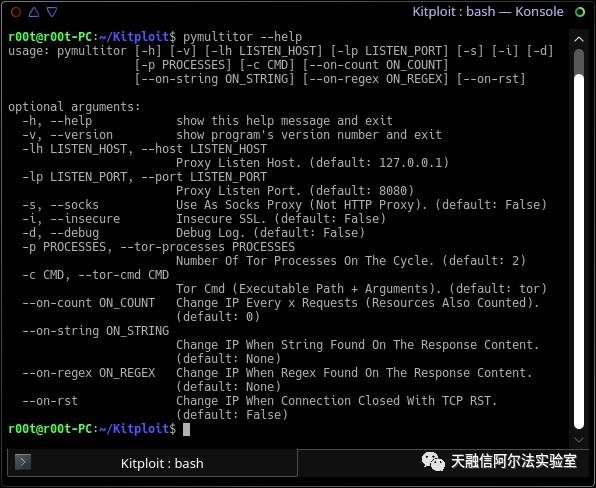 Kitploit : bash — Konsole
r00t@r00t-PC:~/Kitploit$ pymultitor --help
usage: pymultitor [-h] [-v] [-lh LISTEN_HOST] [-lp LISTEN_PORT] [-s] [-i] [-d]
[-p PROCESSES] [-c CMD] [--on-count ON_COUNT]
[--on-string ON_STRING] [--on-regex ON_REGEX] [--on-rst]
optional arguments:
-h, --help show this help message and exit
-v, --version show program's version number and exit
-lh LISTEN_HOST, --host LISTEN_HOST
Proxy Listen Host. (default: 127.0.0.1)
-lp LISTEN_PORT, --port LISTEN_PORT
Proxy Listen Port. (default: 8080)
-s, --socks Use As Socks Proxy (Not HTTP Proxy). (default: False)
-i, --insecure Insecure SSL. (default: False)
-d, --debug Debug Log. (default: False)
-p PROCESSES, --tor-processes PROCESSES
Number Of Tor Processes On The Cycle. (default: 2)
-c CMD, --tor-cmd CMD
Tor Cmd (Executable Path + Arguments). (default: tor)
--on-count ON_COUNT Change IP Every x Requests (Resources Also Counted).
(default: 0)
--on-string ON_STRING
Change IP When String Found On The Response Content.
(default: None)
--on-regex ON_REGEX Change IP When Regex Found On The Response Content.
(default: None)
--on-rst Change IP When Connection Closed With TCP RST.
(default: False)
r00t@r00t-PC:~/Kitploit$
Kitploit : bash
天融信阿尔法实验室